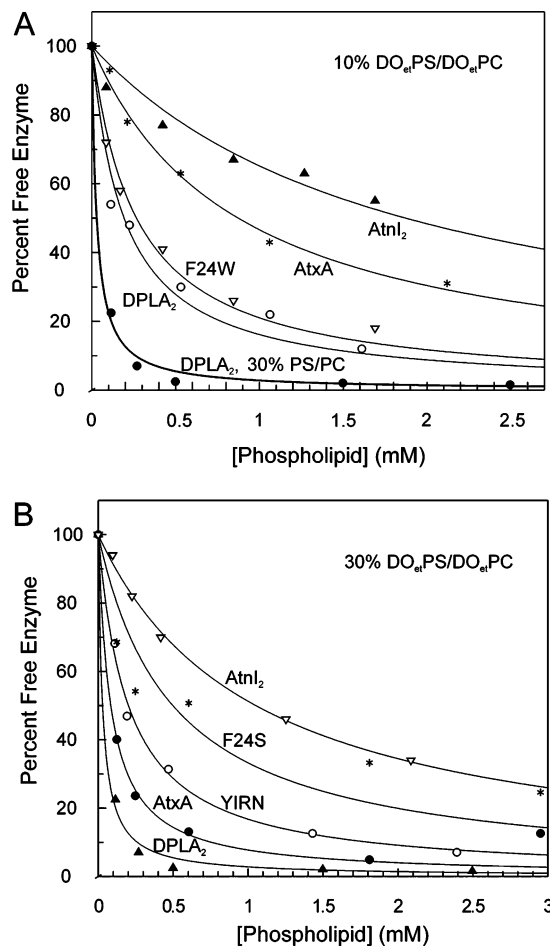 A
10% DOetPS/DOetPC
Percent Free Enzyme
100
80
60
40
20
0
AtnI2
AtxA
F24W
DPLA2
DPLA2, 30% PS/PC
0 0.5 1 1.5 2 2.5
[Phospholipid] (mM)
B
30% DOetPS/DOetPC
Percent Free Enzyme
100
80
60
40
20
0
AtnI2
F24S
YIRN
AtxA
DPLA2
0 0.5 1 1.5 2 2.5 3
[Phospholipid] (mM)